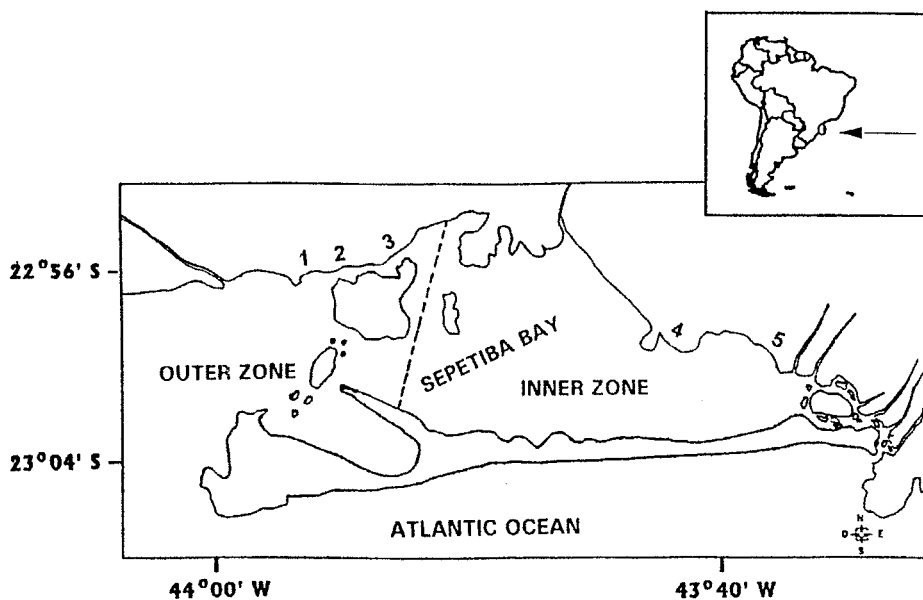 1 2 3
22°56' S
4 5
OUTER ZONE
SEPETIBA BAY
INNER ZONE
23°04' S
ATLANTIC OCEAN
N
O E
S
44°00' W 43°40' W